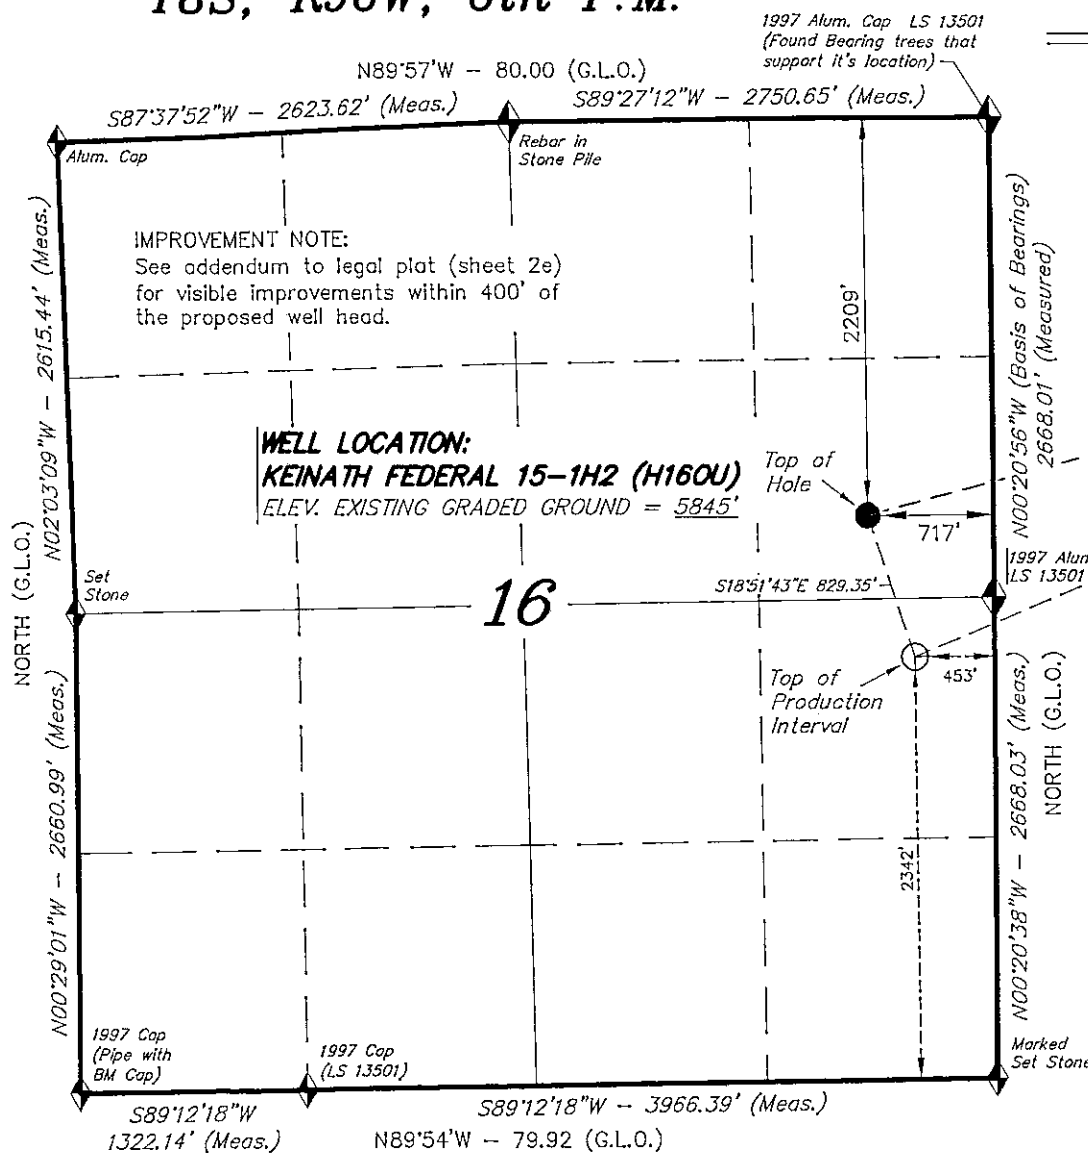 T8S, R98W, 6th P.M.
1997 Alum. Cap LS 13501
(Found Bearing trees that
support it's location)
N89°57'W – 80.00 (G.L.O.)
S87°37'52"W – 2623.62' (Meas.)
S89°27'12"W – 2750.65' (Meas.)
Alum. Cap
Rebar in
Stone Pile
IMPROVEMENT NOTE:
See addendum to legal plat (sheet 2e)
for visible improvements within 400' of
the proposed well head.
N02°03'09"W – 2615.44' (Meas.)
2209'
N00°20'56"W (Basis of Bearings)
2668.01' (Measured)
WELL LOCATION:
KEINATH FEDERAL 15-1H2 (H16OU)
ELEV. EXISTING GRADED GROUND = 5845'
Top of
Hole
717'
NORTH (G.L.O.)
Set
Stone
16
S18°51'43"E 829.35'
1997 Alum
LS 13501
Top of
Production
Interval
453'
N00°29'01"W – 2660.99' (Meas.)
2342'
N00°20'38"W – 2668.03' (Meas.)
NORTH (G.L.O.)
1997 Cap
(Pipe with
BM Cap)
1997 Cap
(LS 13501)
Marked
Set Stone
S89°12'18"W
1322.14' (Meas.)
S89°12'18"W – 3966.39' (Meas.)
N89°54'W – 79.92 (G.L.O.)